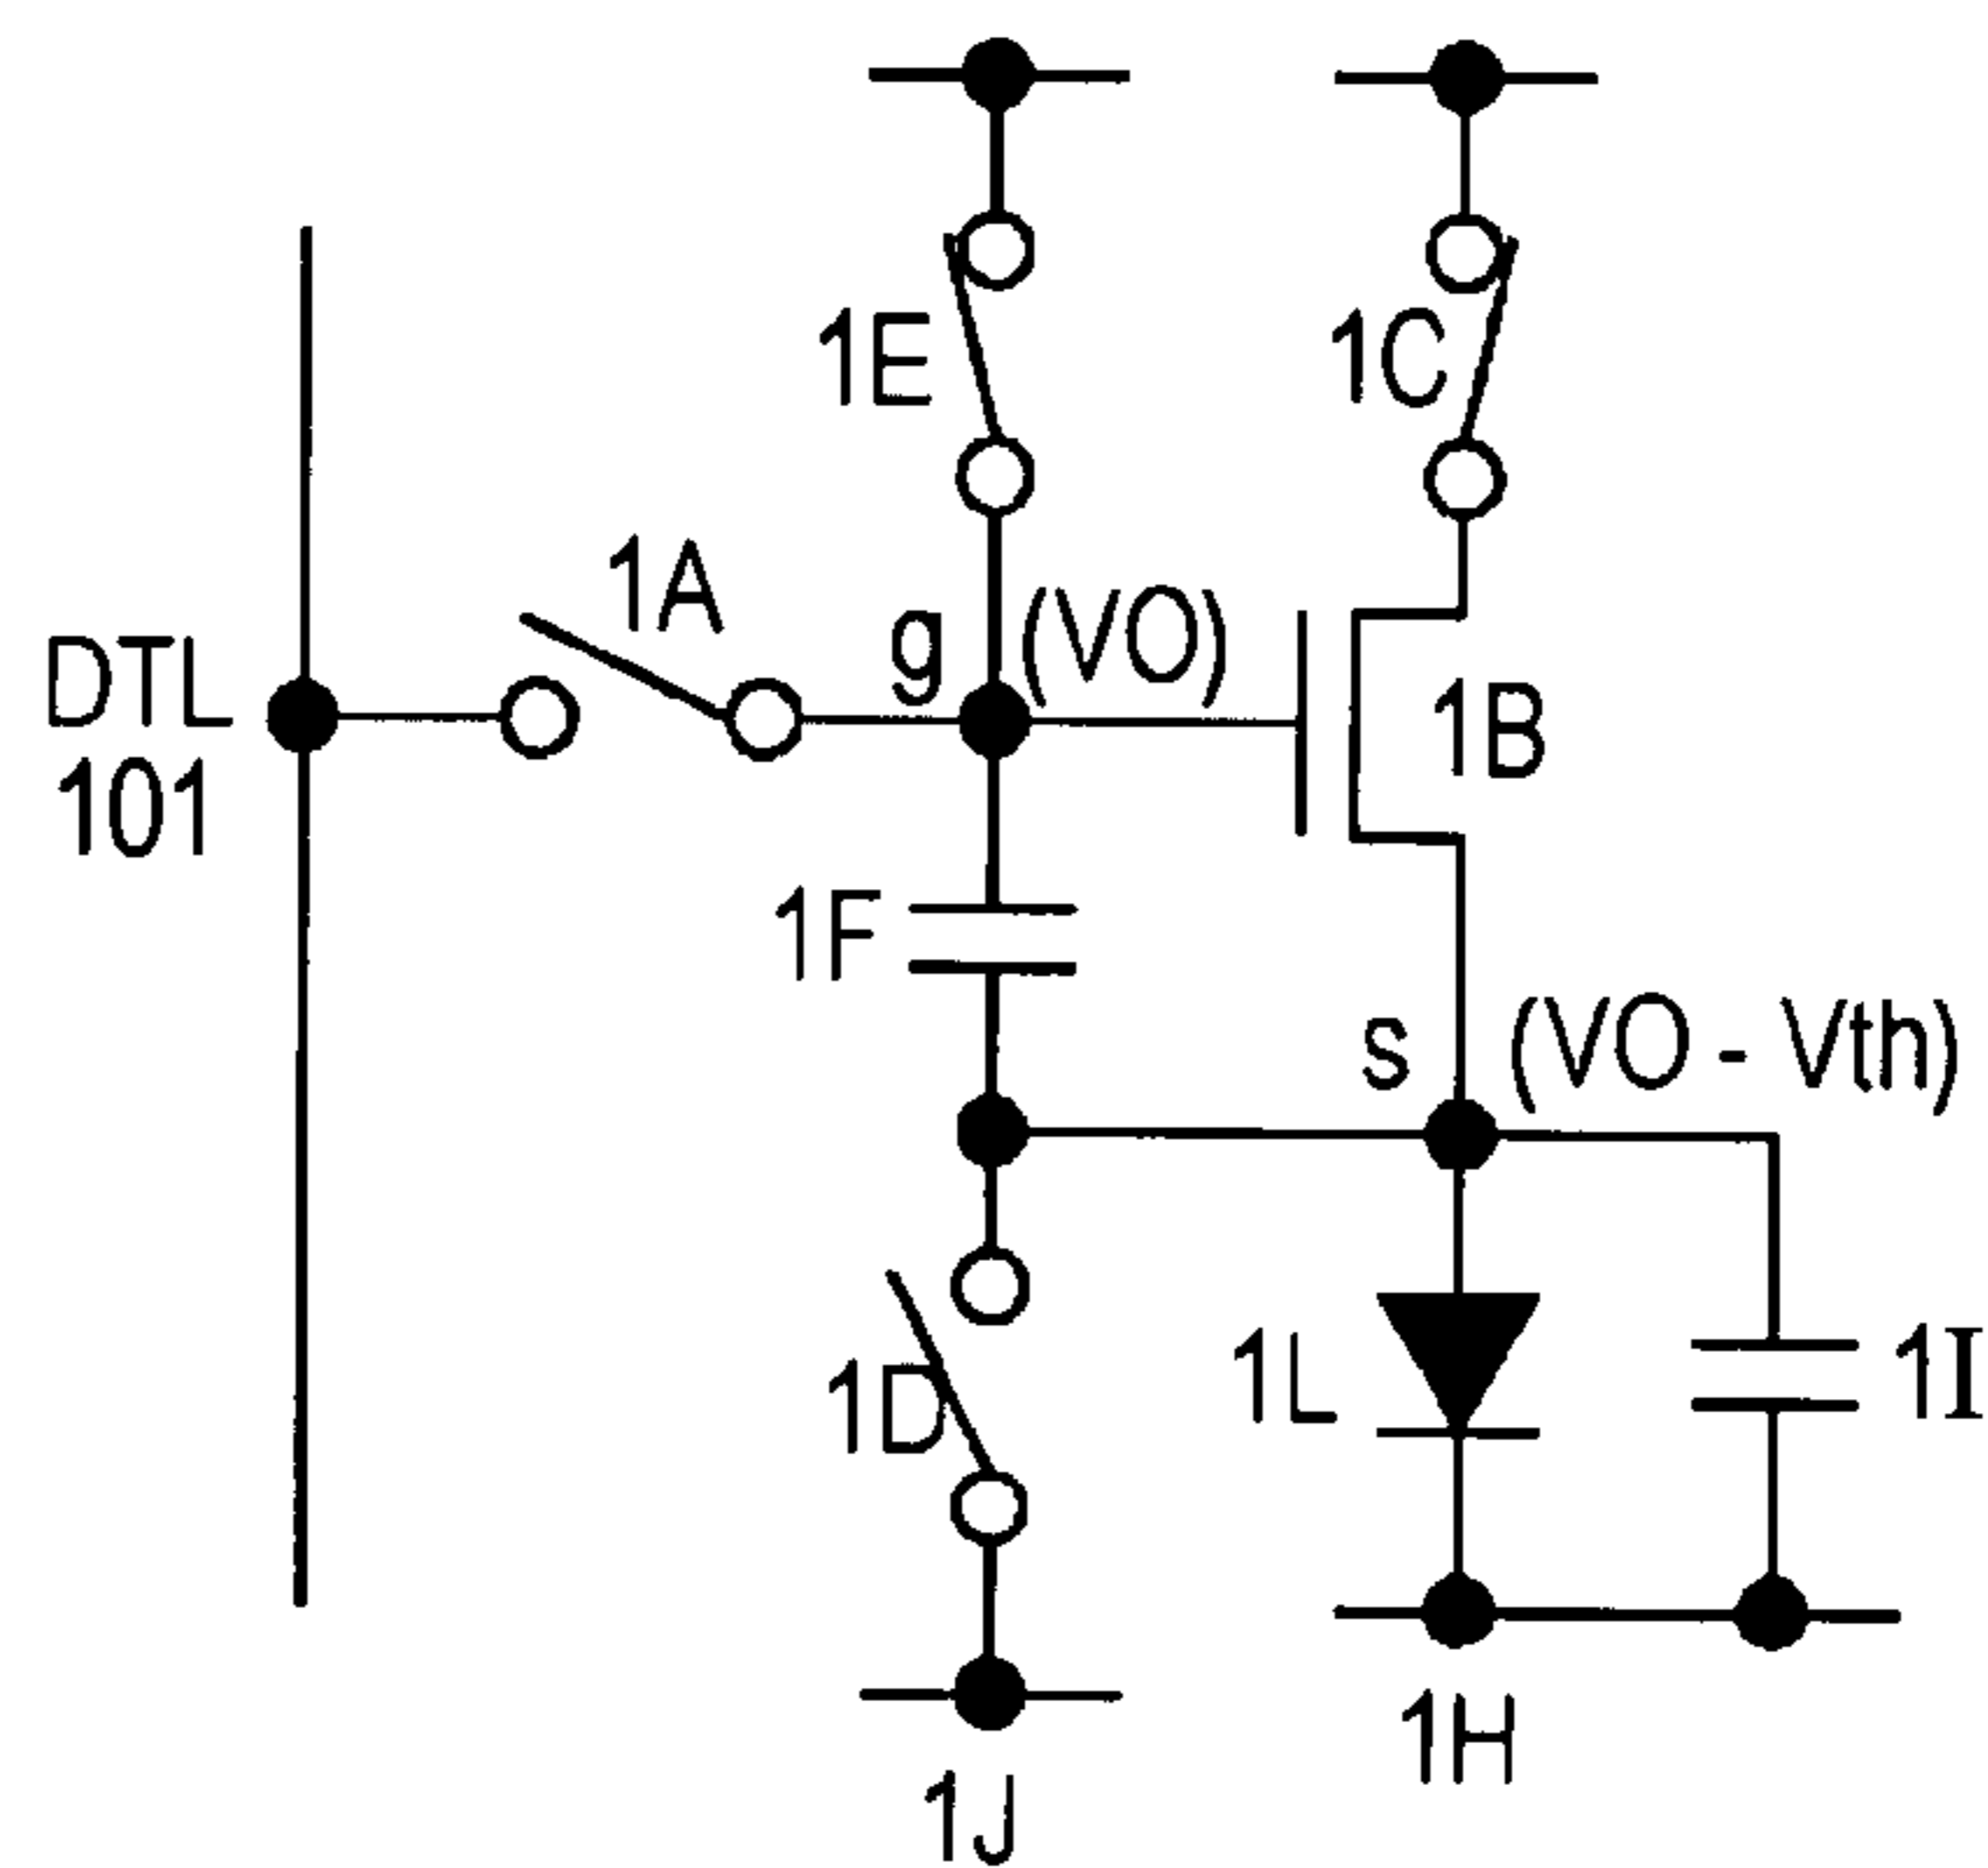 1E
1C
1A
g (VO)
DTL
101
1B
1F
s (VO - Vth)
1D
1L
1I
1H
1J